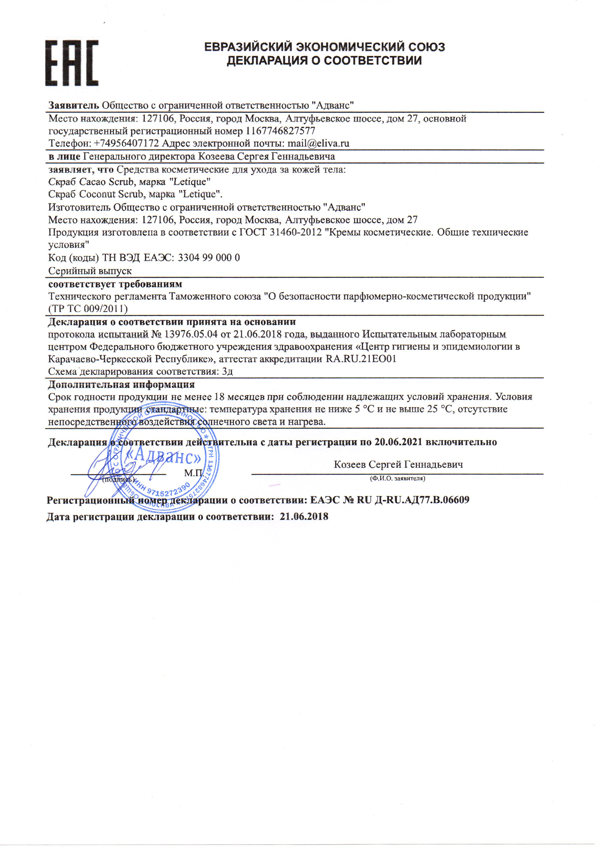 ЕАС
ЕВРАЗИЙСКИЙ ЭКОНОМИЧЕСКИЙ СОЮЗ
ДЕКЛАРАЦИЯ О СООТВЕТСТВИИ
Заявитель Общество с ограниченной ответственностью "Адванс"
Место нахождения: 127106, Россия, город Москва, Алтуфьевское шоссе, дом 27, основной
государственный регистрационный номер 1167746827577
Телефон: +74956407172 Адрес электронной почты: mail@eliva.ru
в лице Генерального директора Козеева Сергея Геннадьевича
заявляет, что Средства косметические для ухода за кожей тела:
Скраб Cacao Scrub, марка "Letique"
Скраб Coconut Scrub, марка "Letique".
Изготовитель Общество с ограниченной ответственностью "Адванс"
Место нахождения: 127106, Россия, город Москва, Алтуфьевское шоссе, дом 27
Продукция изготовлена в соответствии с ГОСТ 31460-2012 "Кремы косметические. Общие технические
условия"
Код (коды) ТН ВЭД ЕАЭС: 3304 99 000 0
Серийный выпуск
соответствует требованиям
Технического регламента Таможенного союза "О безопасности парфюмерно-косметической продукции"
(ТР ТС 009/2011)
Декларация о соответствии принята на основании
протокола испытаний № 13976.05.04 от 21.06.2018 года, выданного Испытательным лабораторным
центром Федерального бюджетного учреждения здравоохранения «Центр гигиены и эпидемиологии в
Карачаево-Черкесской Республике», аттестат аккредитации RA.RU.21ЕО01
Схема декларирования соответствия: 3д
Дополнительная информация
Срок годности продукции не менее 18 месяцев при соблюдении надлежащих условий хранения. Условия
хранения продукции стандартные: температура хранения не ниже 5 °С и не выше 25 °С, отсутствие
непосредственного воздействия солнечного света и нагрева.
Декларация о соответствии действительна с даты регистрации по 20.06.2021 включительно
«Адванс»
Козеев Сергей Геннадьевич
(подпись)
М.П.
(Ф.И.О. заявителя)
ИНН 9715272390
Регистрационный номер декларации о соответствии: ЕАЭС № RU Д-RU.АД77.В.06609
Дата регистрации декларации о соответствии: 21.06.2018